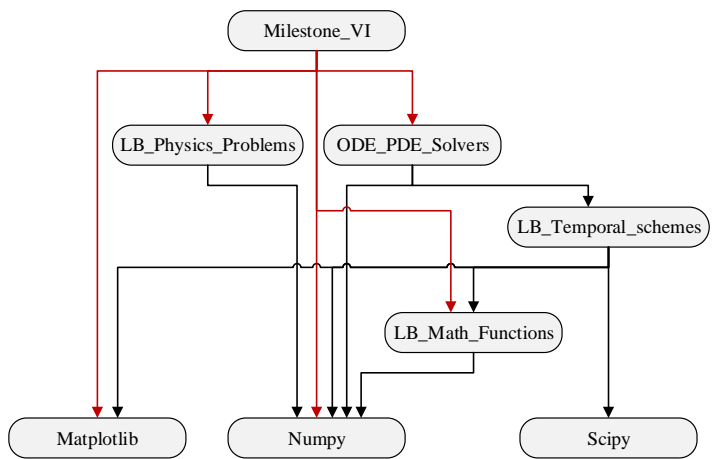 Milestone_VI
LB_Physics_Problems
ODE_PDE_Solvers
LB_Temporal_schemes
LB_Math_Functions
Matplotlib
Numpy
Scipy